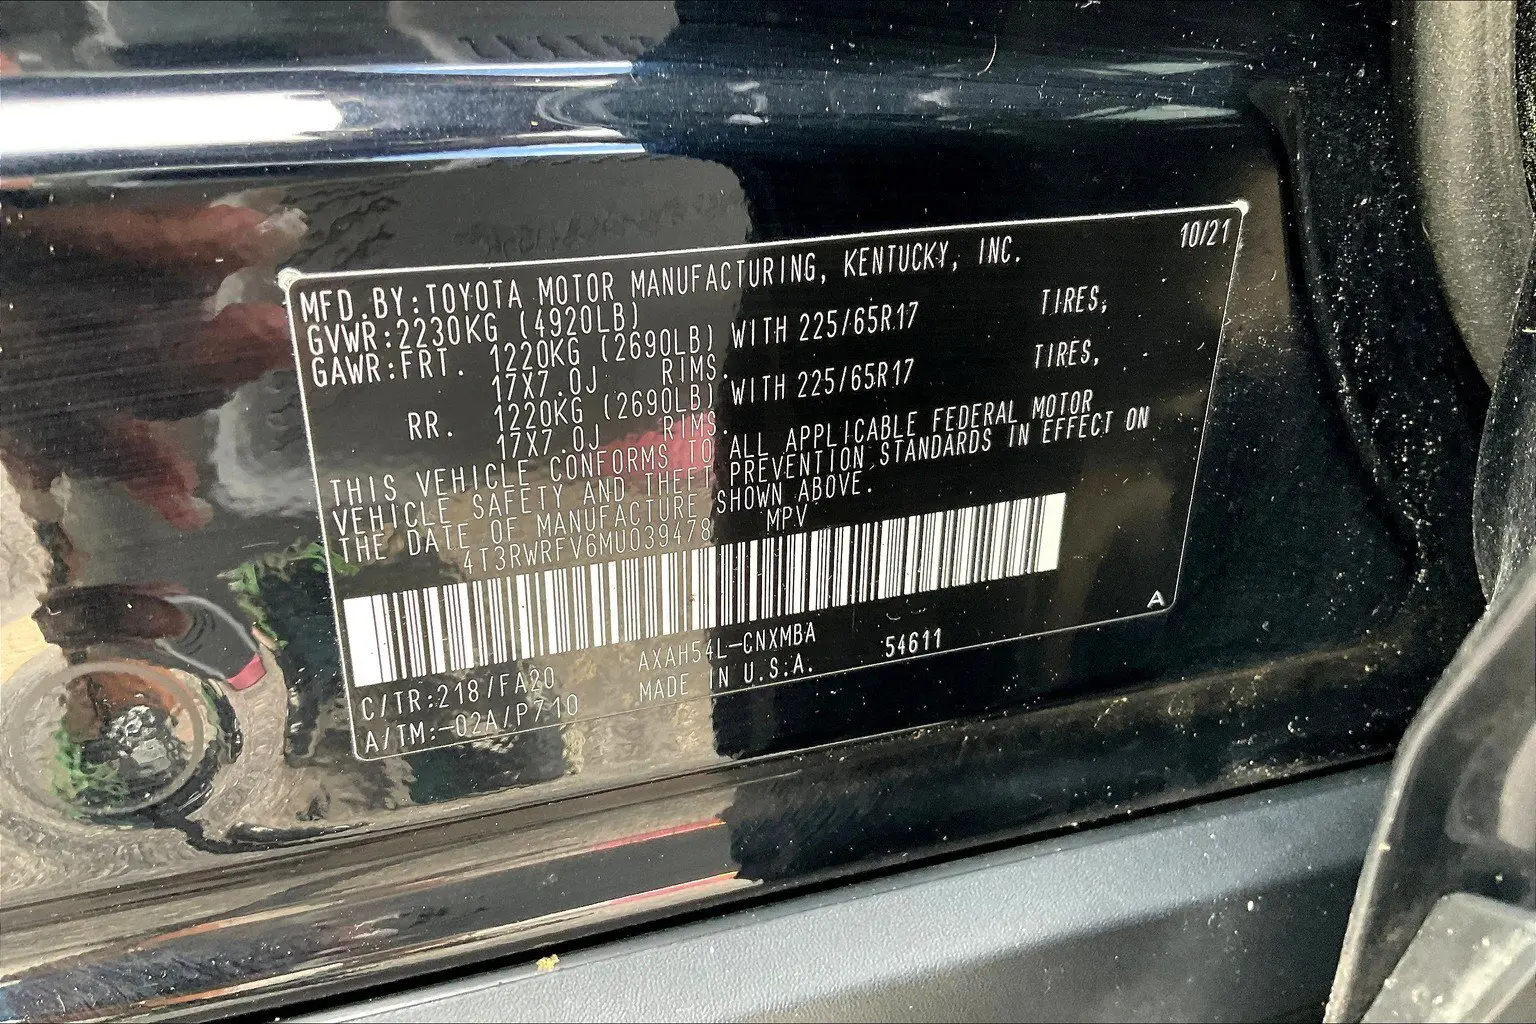 10/21
MFD.BY:TOYOTA MOTOR MANUFACTURING, KENTUCKY, INC.
GVWR:2230KG (4920LB)
GAWR:FRT. 1220KG (2690LB) WITH 225/65R17 TIRES,
17X7.0J RIMS.
RR. 1220KG (2690LB) WITH 225/65R17 TIRES,
17X7.0J RIMS.
THIS VEHICLE CONFORMS TO ALL APPLICABLE FEDERAL MOTOR
VEHICLE SAFETY AND THEFT PREVENTION STANDARDS IN EFFECT ON
THE DATE OF MANUFACTURE SHOWN ABOVE.
4T3RWRFV6MU039478 MPV
A
C/TR:218/FA20 AXAH54L-CNXMBA 54611
A/TM:-02A/P710 MADE IN U.S.A.